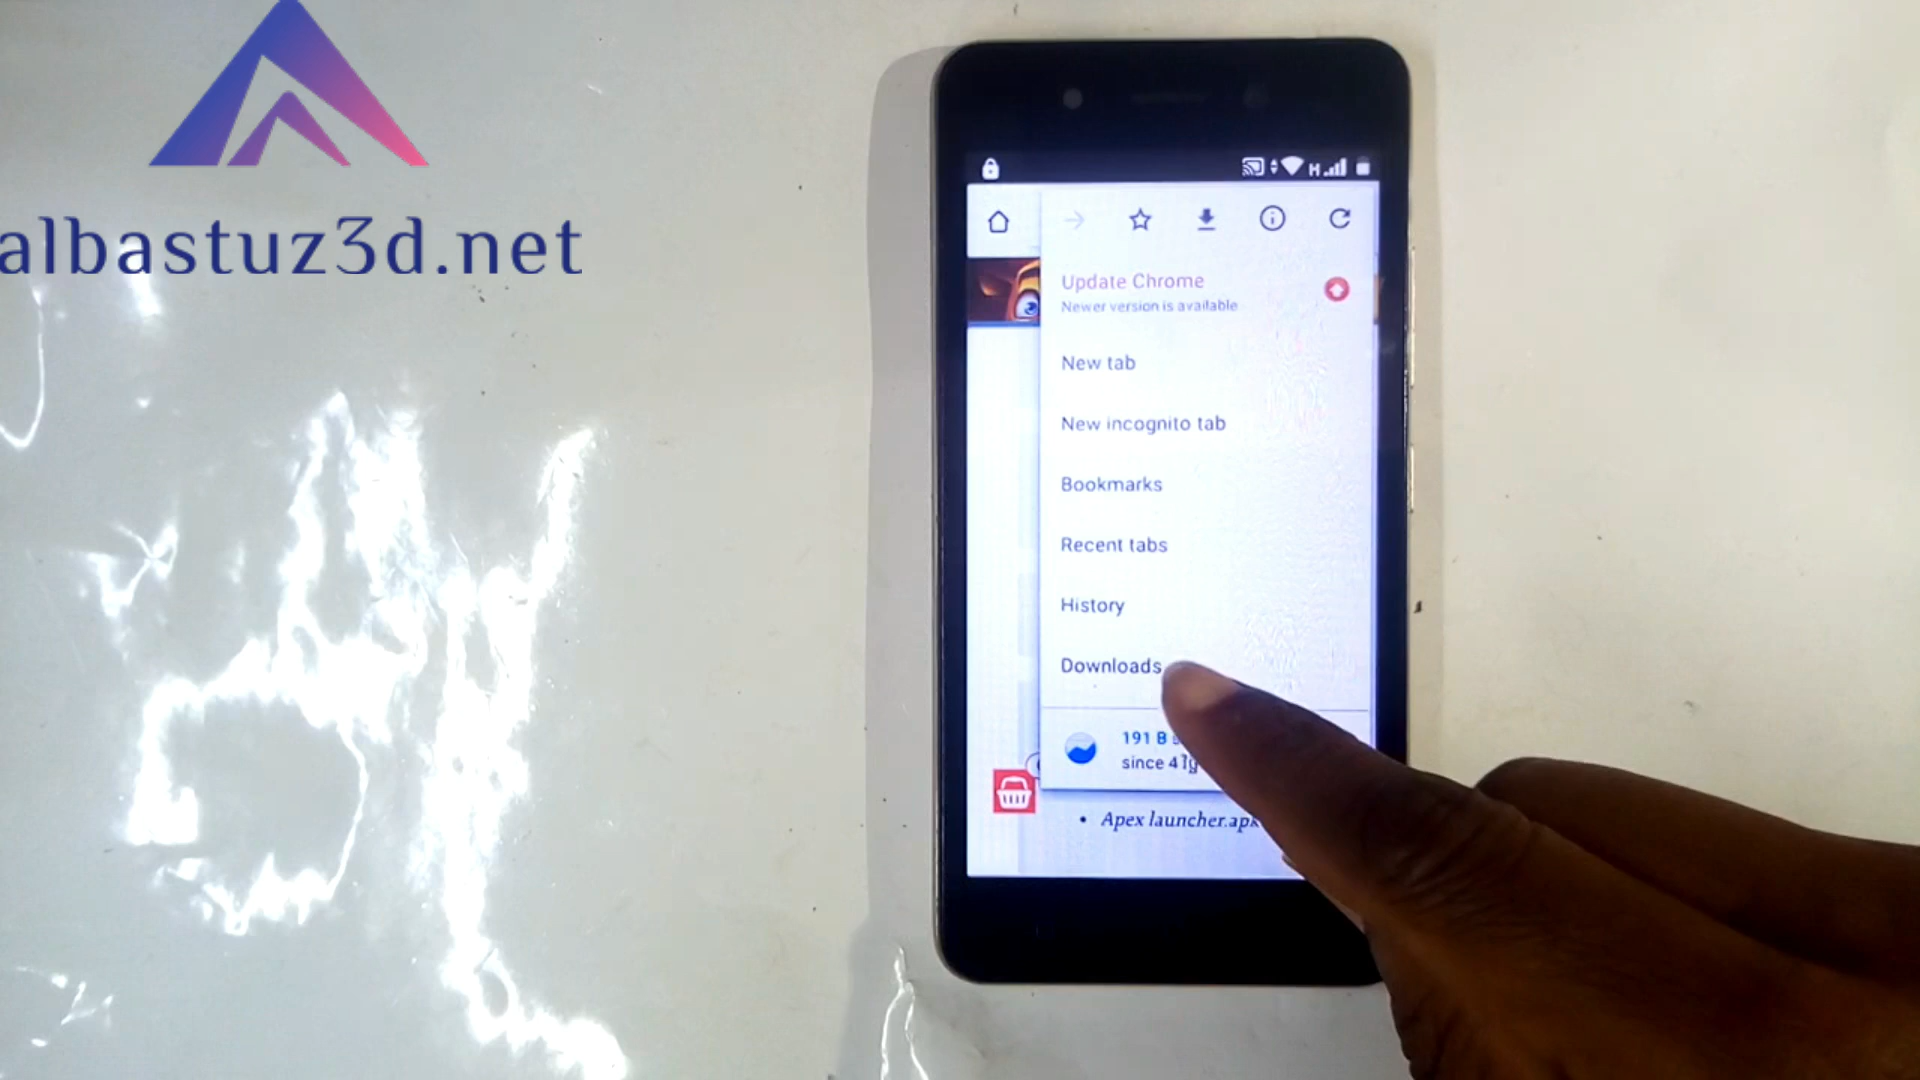 albastuz3d.net
H
Update Chrome
Newer version is available
New tab
New incognito tab
Bookmarks
Recent tabs
History
Downloads
191 B
since 41g
Apex launcher.apk